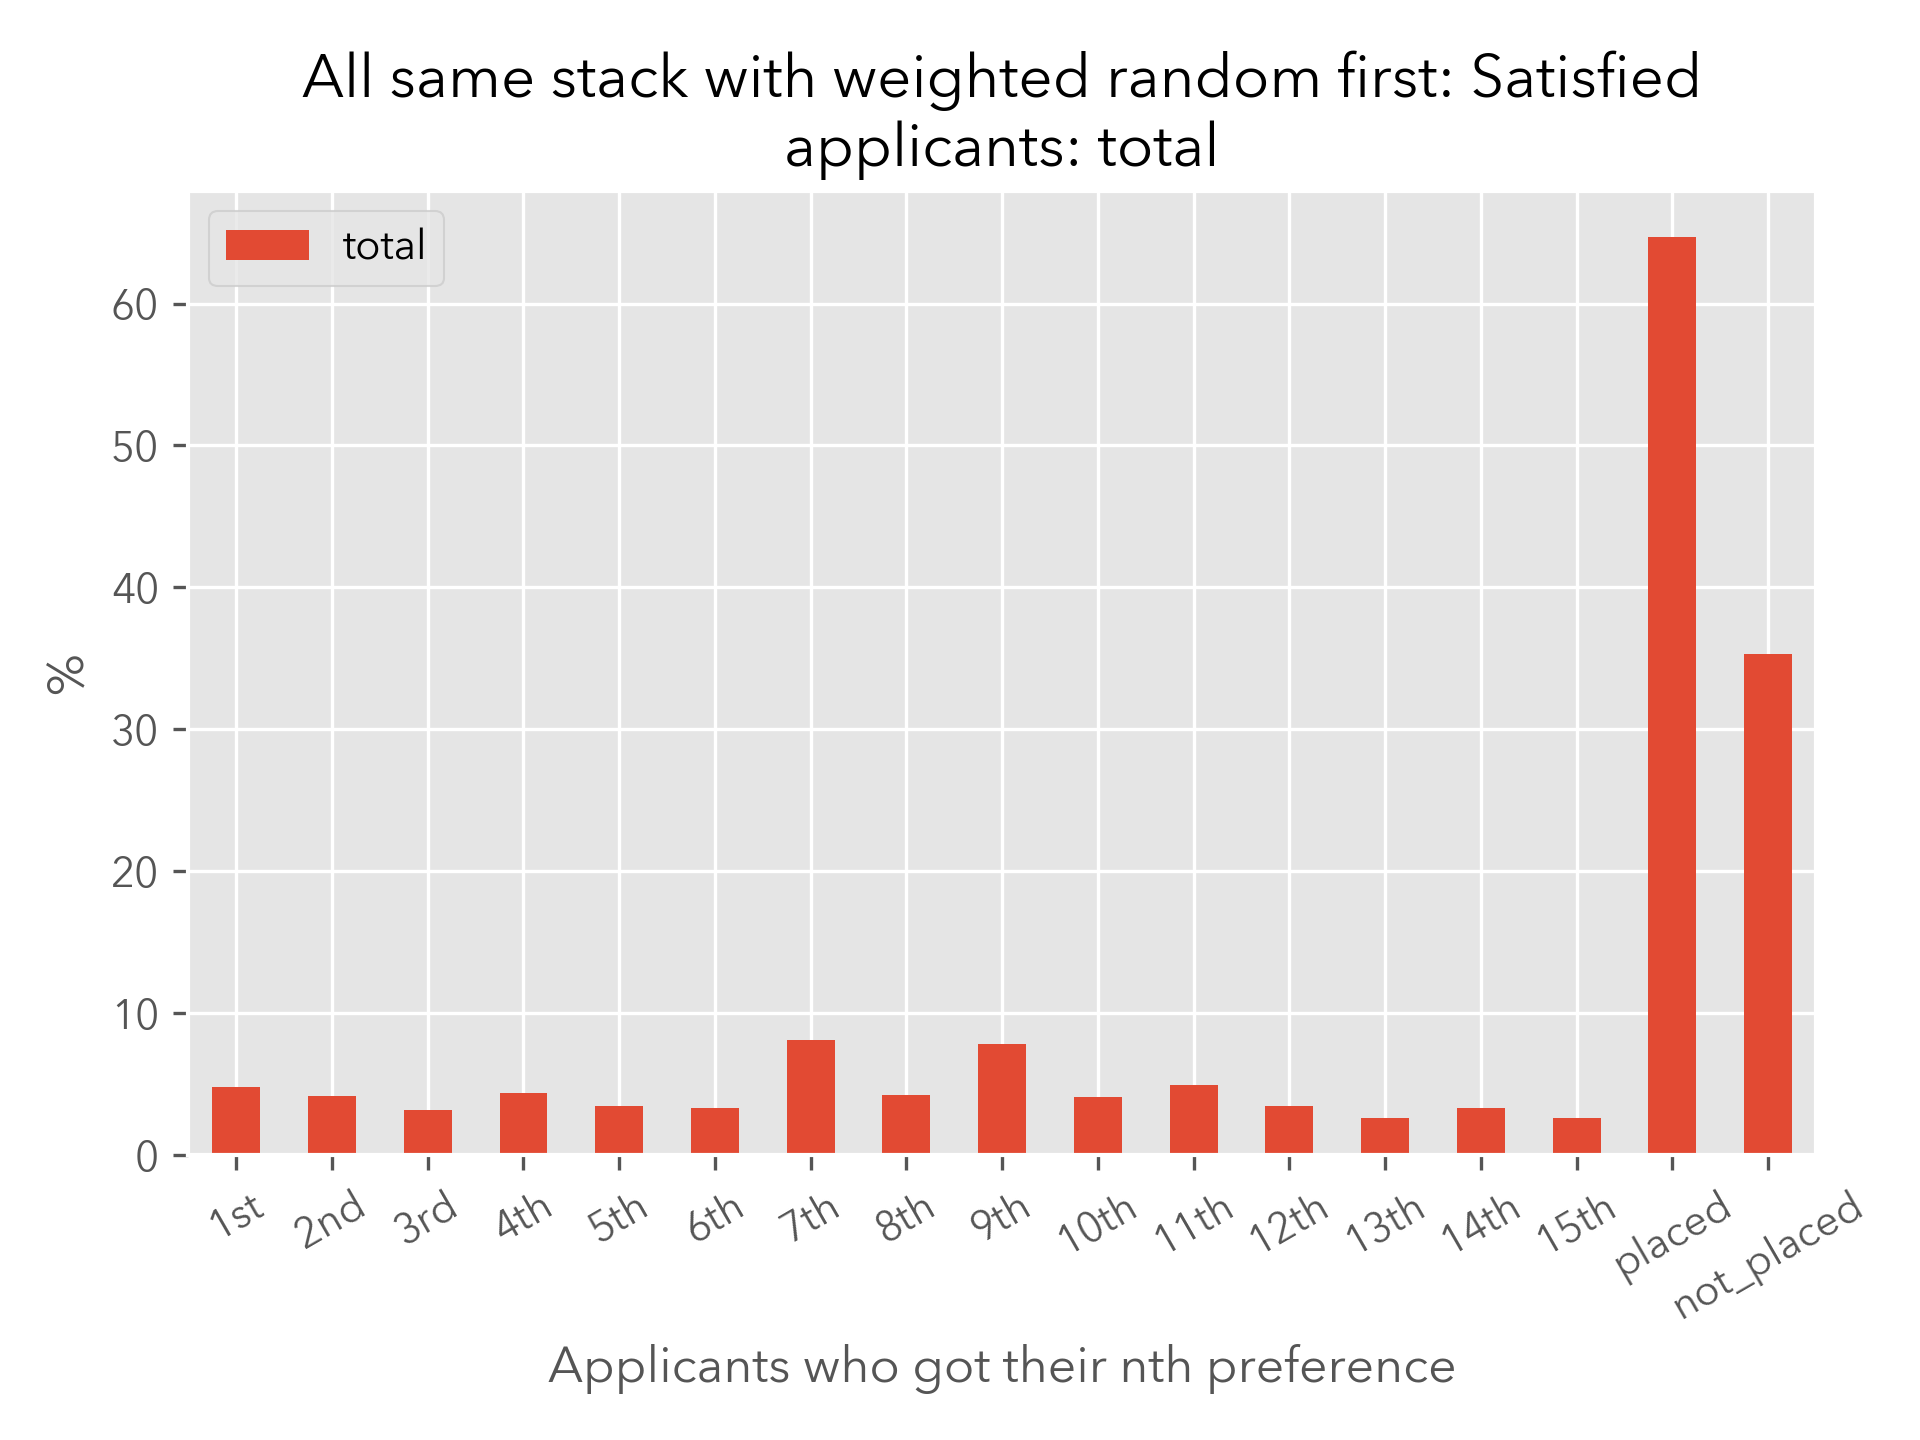 All same stack with weighted random first: Satisfied
applicants: total
total
60
50
40
30
20
10
0
%
1st
2nd
3rd
4th
5th
6th
7th
8th
9th
10th
11th
12th
13th
14th
15th
placed
not_placed
Applicants who got their nth preference